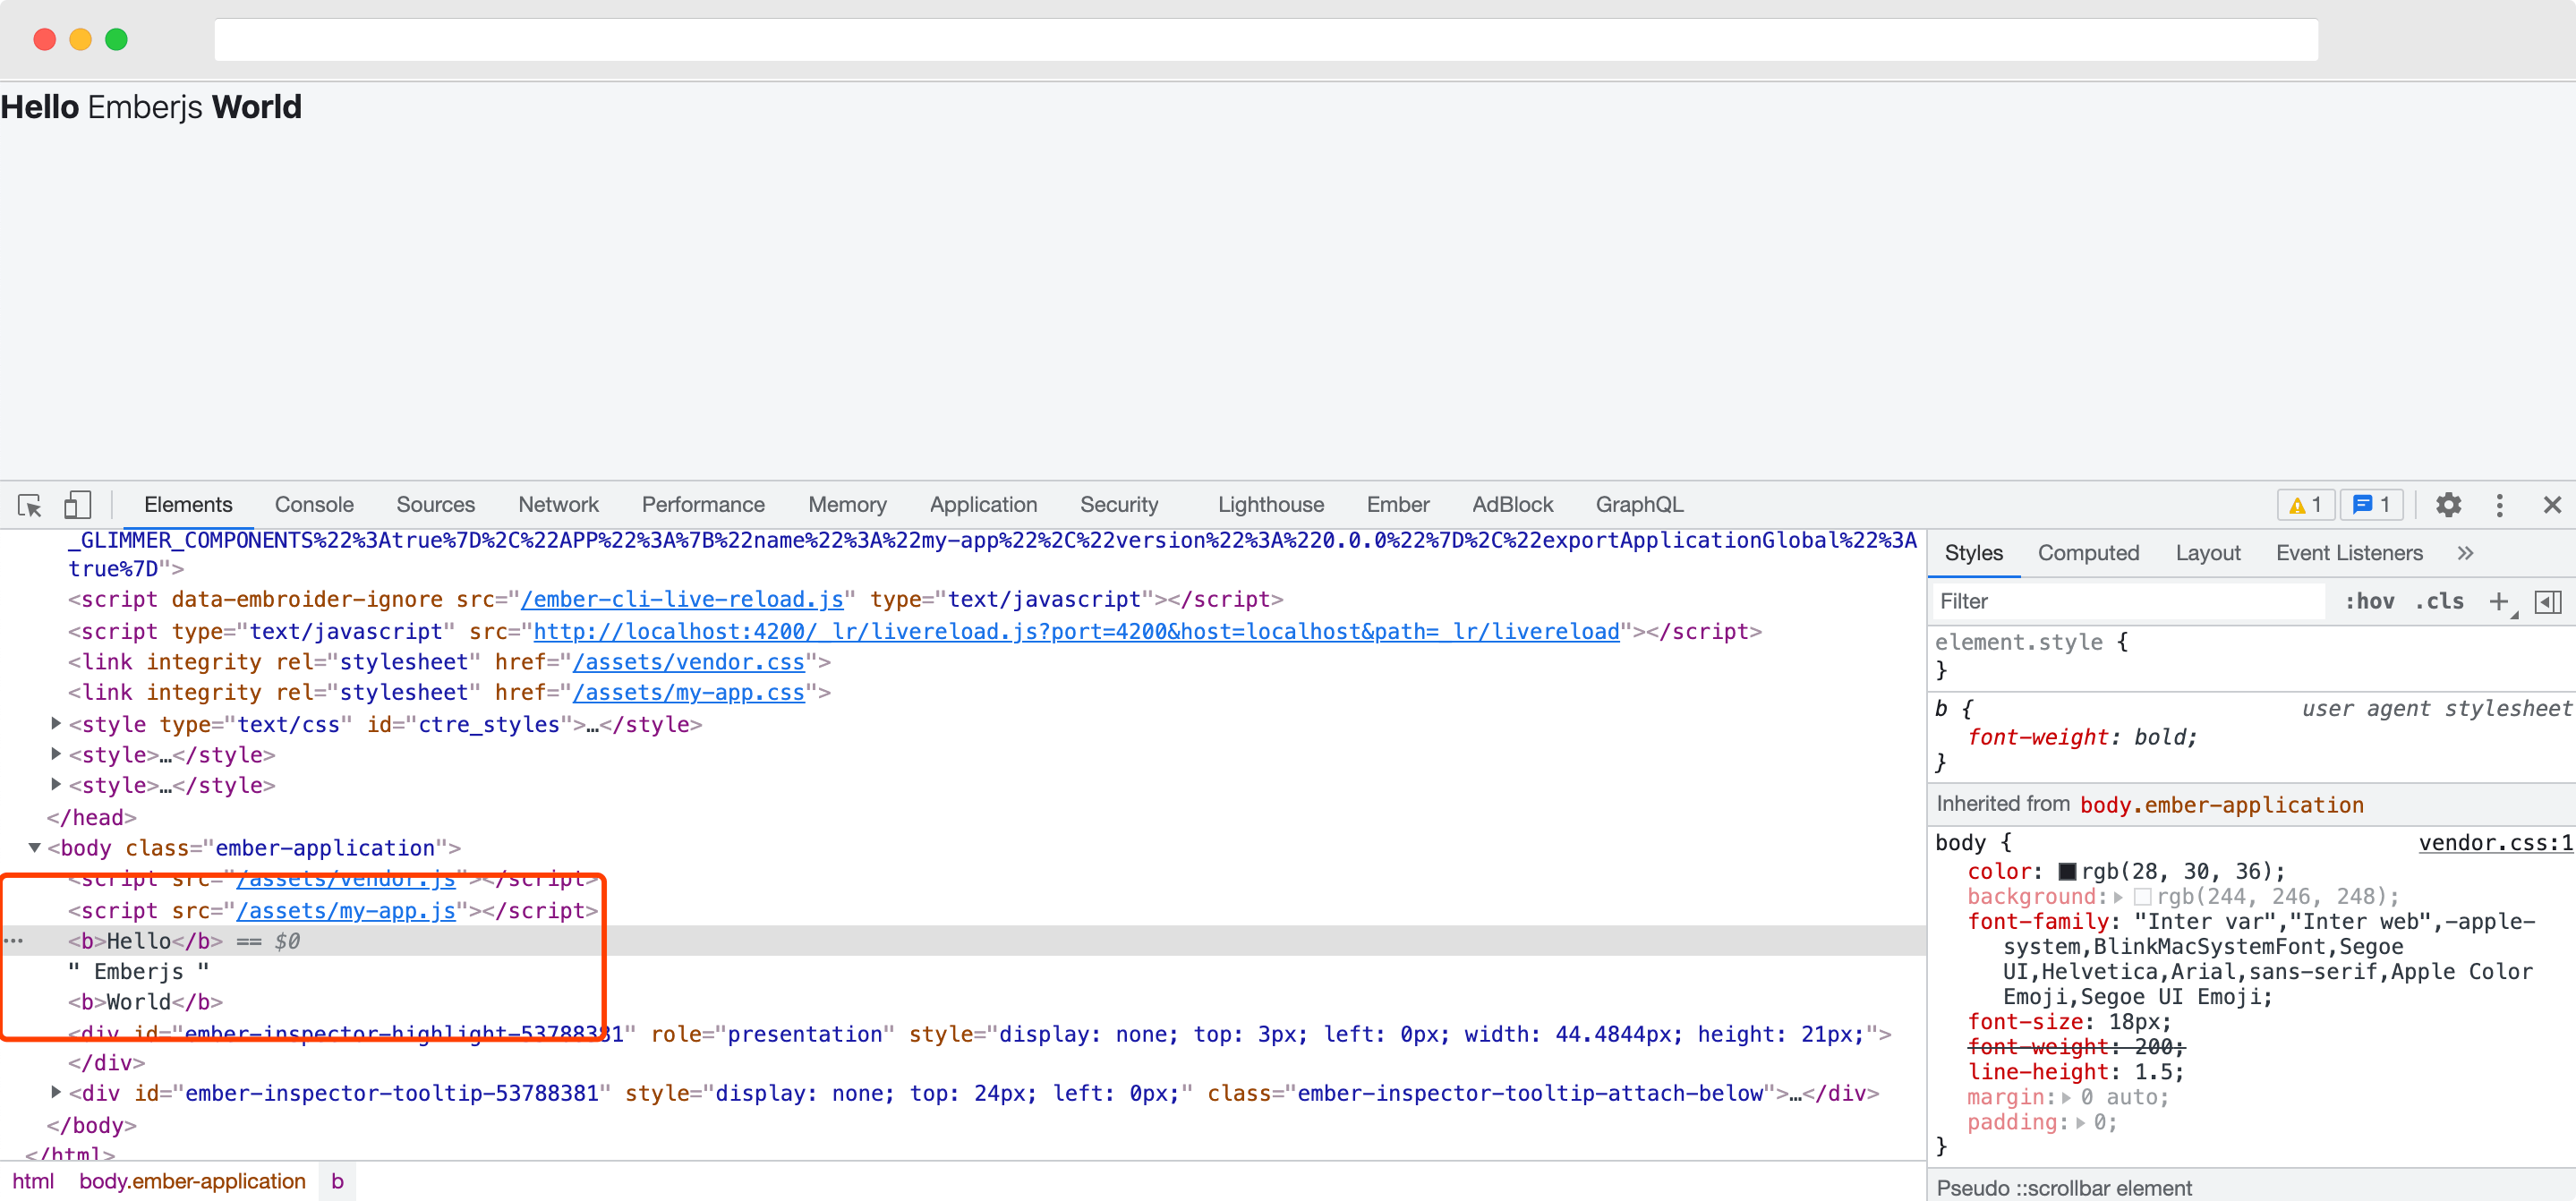 Hello Emberjs World
Elements Console Sources Network Performance Memory Application Security Lighthouse Ember AdBlock GraphQL 1 1
_GLIMMER_COMPONENTS%22%3Atrue%7D%2C%22APP%22%3A%7B%22name%22%3A%22my-app%22%2C%22version%22%3A%220.0.0%22%7D%2C%22exportApplicationGlobal%22%3A
true%7D">
<script data-embroider-ignore src="/ember-cli-live-reload.js" type="text/javascript"></script>
<script type="text/javascript" src="http://localhost:4200/_lr/livereload.js?port=4200&host=localhost&path=_lr/livereload"></script>
<link integrity rel="stylesheet" href="/assets/vendor.css">
<link integrity rel="stylesheet" href="/assets/my-app.css">
<style type="text/css" id="ctre_styles">…</style>
<style>…</style>
<style>…</style>
</head>
<body class="ember-application">
<script src="/assets/vendor.js"></script>
<script src="/assets/my-app.js"></script>
<b>Hello</b> == $0
" Emberjs "
<b>World</b>
<div id="ember-inspector-highlight-53788381" role="presentation" style="display: none; top: 3px; left: 0px; width: 44.4844px; height: 21px;">
</div>
<div id="ember-inspector-tooltip-53788381" style="display: none; top: 24px; left: 0px;" class="ember-inspector-tooltip-attach-below">…</div>
</body>
</html>
html body.ember-application b
Styles Computed Layout Event Listeners »
Filter :hov .cls +
element.style {
}
b { user agent stylesheet
font-weight: bold;
}
Inherited from body.ember-application
body { vendor.css:1
color: rgb(28, 30, 36);
background: rgb(244, 246, 248);
font-family: "Inter var","Inter web",-apple-
system,BlinkMacSystemFont,Segoe
UI,Helvetica,Arial,sans-serif,Apple Color
Emoji,Segoe UI Emoji;
font-size: 18px;
font-weight: 200;
line-height: 1.5;
margin: 0 auto;
padding: 0;
}
Pseudo ::scrollbar element